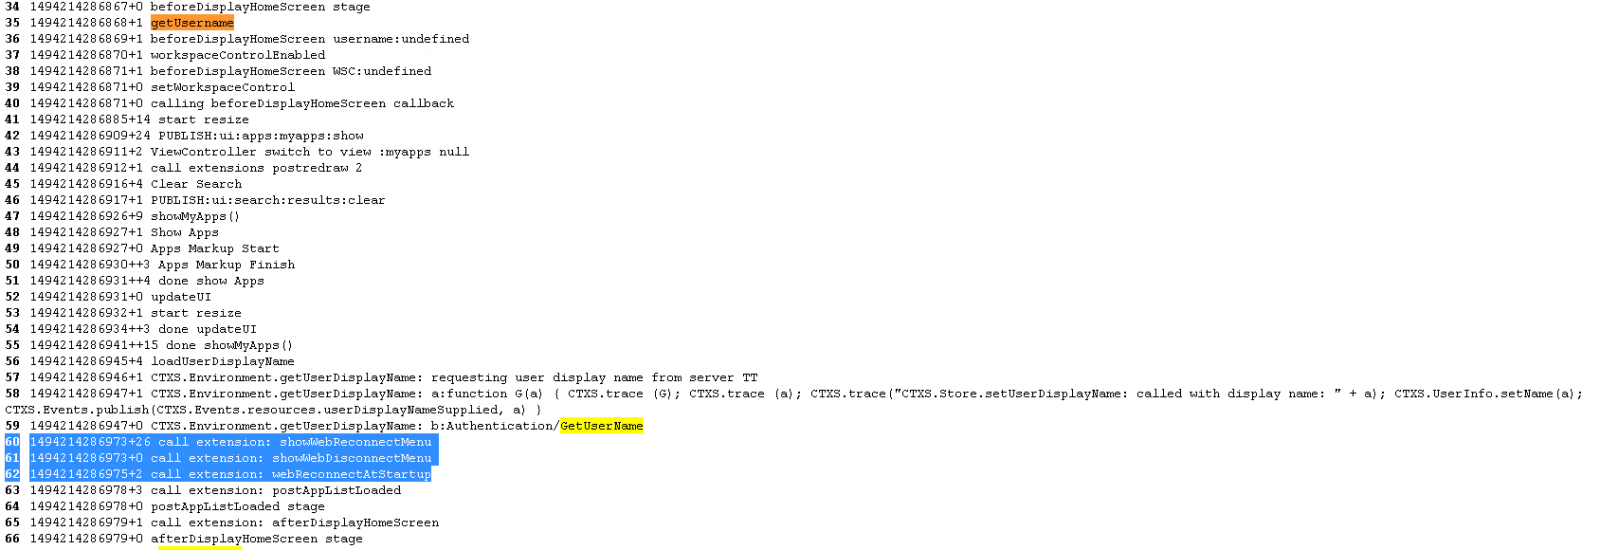 34 1494214286867+0 beforeDisplayHomeScreen stage
35 1494214286868+1 getUsername
36 1494214286869+1 beforeDisplayHomeScreen username:undefined
37 1494214286870+1 workspaceControlEnabled
38 1494214286871+1 beforeDisplayHomeScreen WSC:undefined
39 1494214286871+0 setWorkspaceControl
40 1494214286871+0 calling beforeDisplayHomeScreen callback
41 1494214286885+14 start resize
42 1494214286909+24 PUBLISH:ui:apps:myapps:show
43 1494214286911+2 ViewController switch to view :myapps null
44 1494214286912+1 call extensions postredraw 2
45 1494214286916+4 Clear Search
46 1494214286917+1 PUBLISH:ui:search:results:clear
47 1494214286926+9 showMyApps()
48 1494214286927+1 Show Apps
49 1494214286927+0 Apps Markup Start
50 1494214286930++3 Apps Markup Finish
51 1494214286931++4 done show Apps
52 1494214286931+0 updateUI
53 1494214286932+1 start resize
54 1494214286934++3 done updateUI
55 1494214286941++15 done showMyApps()
56 1494214286945+4 loadUserDisplayName
57 1494214286946+1 CTXS.Environment.getUserDisplayName: requesting user display name from server TT
58 1494214286947+1 CTXS.Environment.getUserDisplayName: a:function G(a) { CTXS.trace (G); CTXS.trace (a); CTXS.trace("CTXS.Store.setUserDisplayName: called with display name: " + a); CTXS.UserInfo.setName(a);
CTXS.Events.publish(CTXS.Events.resources.userDisplayNameSupplied, a) }
59 1494214286947+0 CTXS.Environment.getUserDisplayName: b:Authentication/GetUserName
60 1494214286973+26 call extension: showWebReconnectMenu
61 1494214286973+0 call extension: showWebDisconnectMenu
62 1494214286975+2 call extension: webReconnectAtStartup
63 1494214286978+3 call extension: postAppListLoaded
64 1494214286978+0 postAppListLoaded stage
65 1494214286979+1 call extension: afterDisplayHomeScreen
66 1494214286979+0 afterDisplayHomeScreen stage